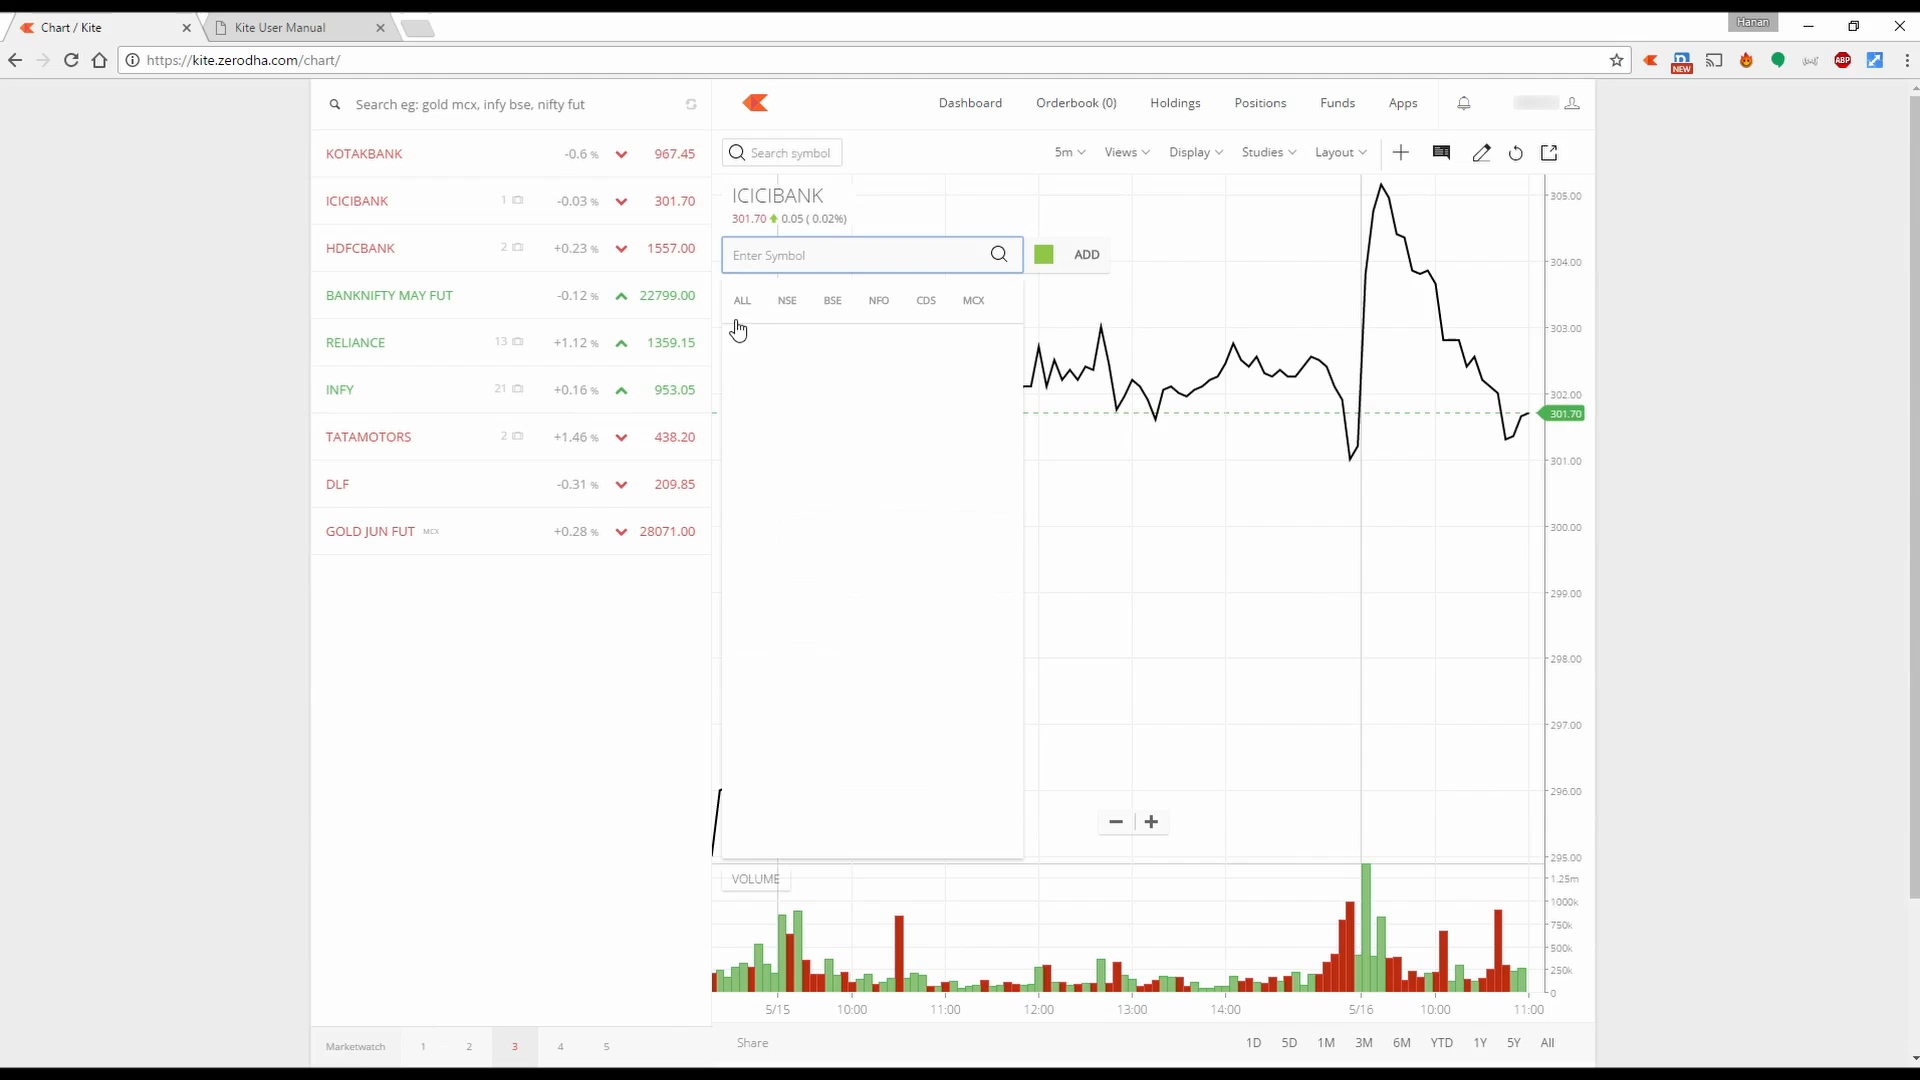 Chart / Kite
Kite User Manual
Hanan
https://kite.zerodha.com/chart/
NEW
ABP
Search eg: gold mcx, infy bse, nifty fut
Dashboard Orderbook (0) Holdings Positions Funds Apps
KOTAKBANK -0.6 % 967.45
ICICIBANK 1 -0.03 % 301.70
HDFCBANK 2 +0.23 % 1557.00
BANKNIFTY MAY FUT -0.12 % 22799.00
RELIANCE 13 +1.12 % 1359.15
INFY 21 +0.16 % 953.05
TATAMOTORS 2 +1.46 % 438.20
DLF -0.31 % 209.85
GOLD JUN FUT MCX +0.28 % 28071.00
Marketwatch 1 2 3 4 5
Search symbol
5m Views Display Studies Layout
ICICIBANK
301.70 0.05 ( 0.02%)
Enter Symbol
ADD
ALL NSE BSE NFO CDS MCX
305.00
304.00
303.00
302.00
301.70
301.00
300.00
299.00
298.00
297.00
296.00
295.00
VOLUME
1.25m
1000k
750k
500k
250k
0
5/15 10:00 11:00 12:00 13:00 14:00 5/16 10:00 11:00
Share
1D 5D 1M 3M 6M YTD 1Y 5Y All